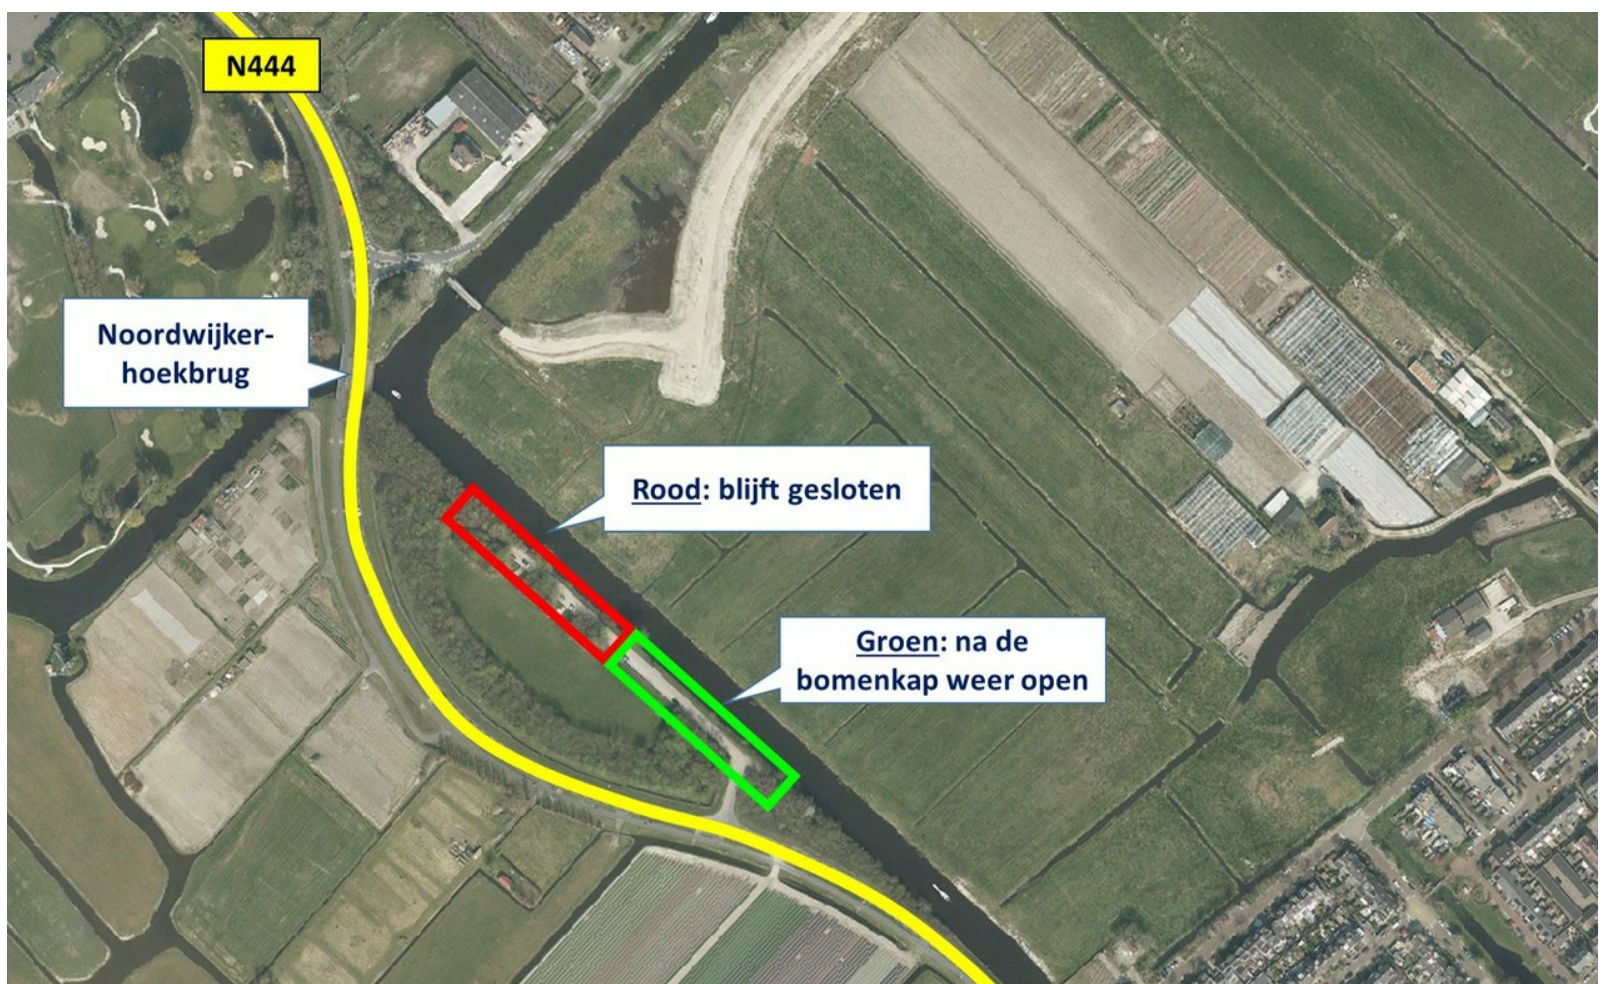 N444
Noordwijker-
hoekbrug
Rood: blijft gesloten
Groen: na de
bomenkap weer open